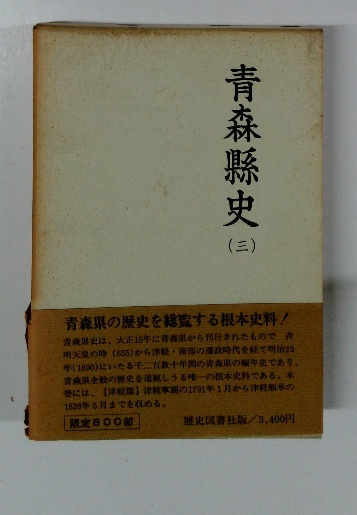 青森縣史
(三)
青森県の歴史を総覧する根本史料！
青森県史は、大正15年に青森県から刊行されたもので 斉
明天皇の時（655）から津軽・南部の藩政時代を経て明治23
年(1890)にいたる千二百数十年間の青森県の編年史であり、
青森県全般の歴史を通観しうる唯一の根本史料である。本
巻には、【津軽篇】津軽寧親の1791年１月から津軽順承の
1839年５月までを収める。
限定８００部
歴史図書社版／3,400円